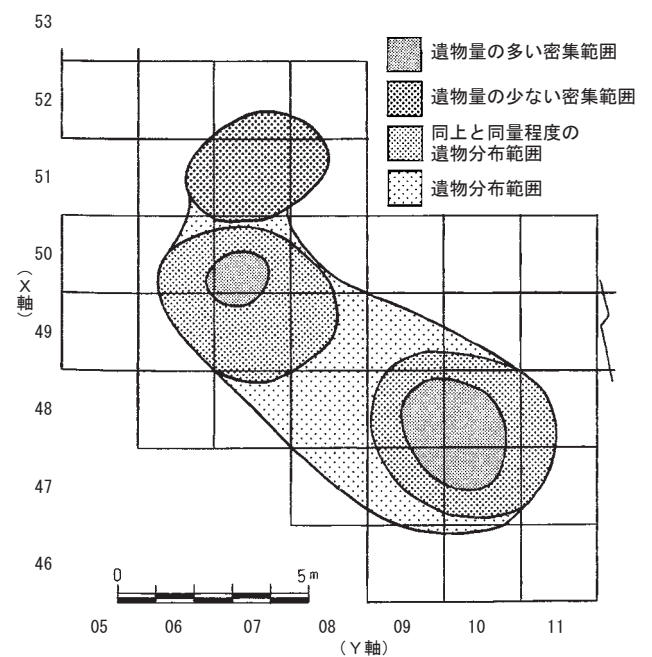 53
52
51
50
49
48
47
46
(X軸)
遺物量の多い密集範囲
遺物量の少ない密集範囲
同上と同量程度の
遺物分布範囲
遺物分布範囲
0 5m
05 06 07 08 09 10 11
(Y軸)